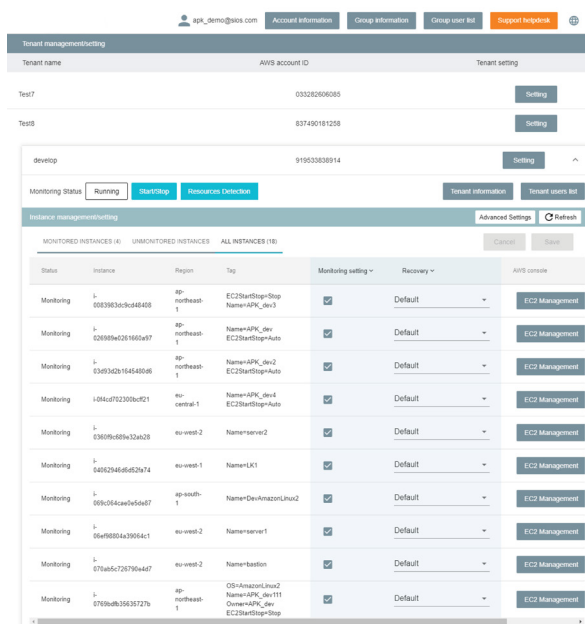 apk_demo@sios.com Account information Group information Group user list Support helpdesk
Tenant management/setting
Tenant name AWS account ID Tenant setting
Test7 033282606085 Setting
Test8 837490181258 Setting
develop 919533838914 Setting
Monitoring Status Running Start/Stop Resources Detection Tenant information Tenant users list
Instance management/setting Advanced Settings Refresh
MONITORED INSTANCES (4) UNMONITORED INSTANCES ALL INSTANCES (18) Cancel Save
Status Instance Region Tag Monitoring setting Recovery AWS console
Monitoring i-0083983dc9cd48408 ap-northeast-1 EC2StartStop=Stop Name=APK_dev3 Default EC2 Management
Monitoring i-026989e0261660a97 ap-northeast-1 Name=APK_dev EC2StartStop=Auto Default EC2 Management
Monitoring i-03d93d2b1645480d6 ap-northeast-1 Name=APK_dev2 EC2StartStop=Auto Default EC2 Management
Monitoring i-0f4cd702300bcff21 eu-central-1 Name=APK_dev4 EC2StartStop=Auto Default EC2 Management
Monitoring i-0360f9c689e32ab28 eu-west-2 Name=server2 Default EC2 Management
Monitoring i-04062946d6d52fa74 eu-west-1 Name=LK1 Default EC2 Management
Monitoring i-069c064cae0e5de87 ap-south-1 Name=DevAmazonLinux2 Default EC2 Management
Monitoring i-06ef98804a39064c1 eu-west-2 Name=server1 Default EC2 Management
Monitoring i-070ab5c726790e4d7 eu-west-2 Name=bastion Default EC2 Management
Monitoring i-0769bdfb35635727b ap-northeast-1 OS=AmazonLinux2 Name=APK_dev111 Owner=APK_dev EC2StartStop=Stop Default EC2 Management